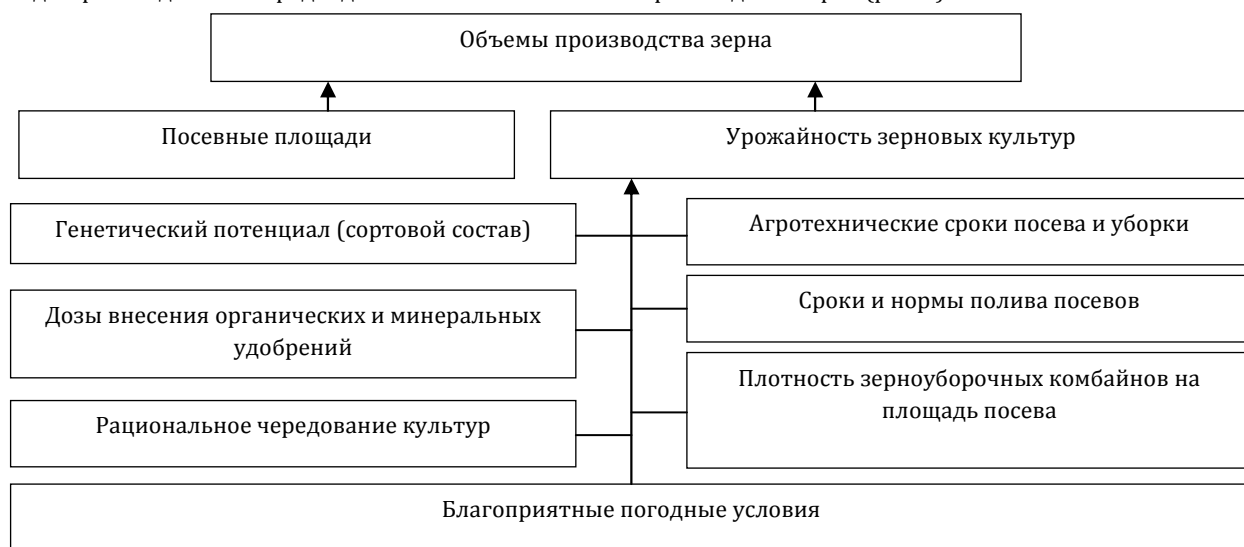 Объемы производства зерна
Посевные площади
Урожайность зерновых культур
Генетический потенциал (сортовой состав)
Агротехнические сроки посева и уборки
Дозы внесения органических и минеральных
удобрений
Сроки и нормы полива посевов
Плотность зерноуборочных комбайнов на
площадь посева
Рациональное чередование культур
Благоприятные погодные условия